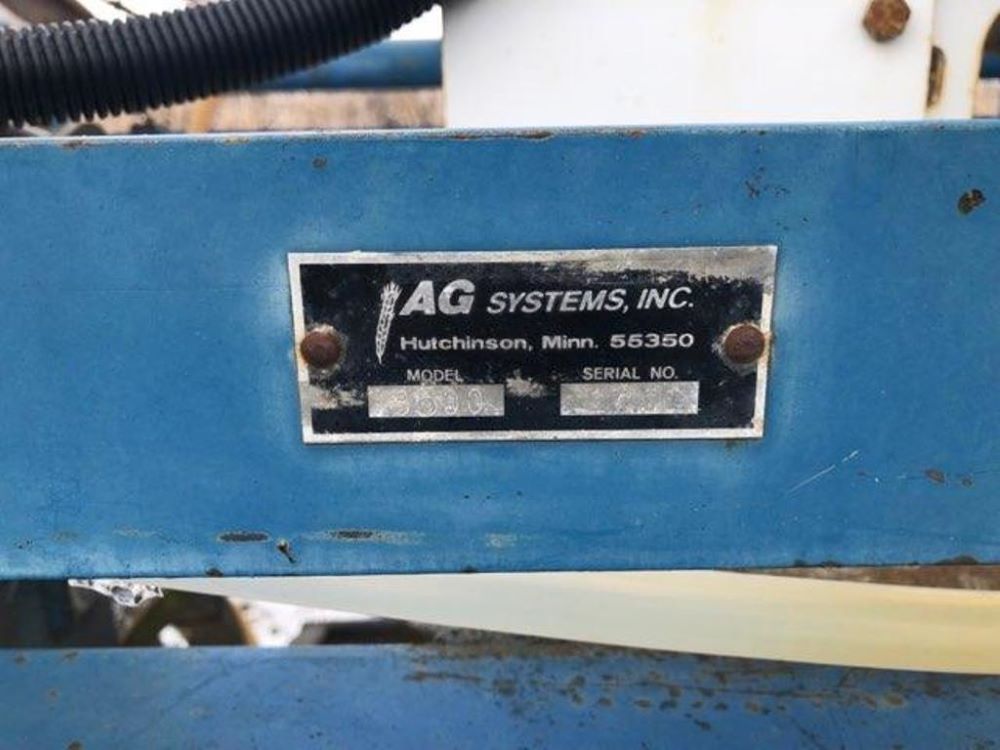 AG SYSTEMS, INC.
Hutchinson, Minn. 55350
MODEL SERIAL NO.